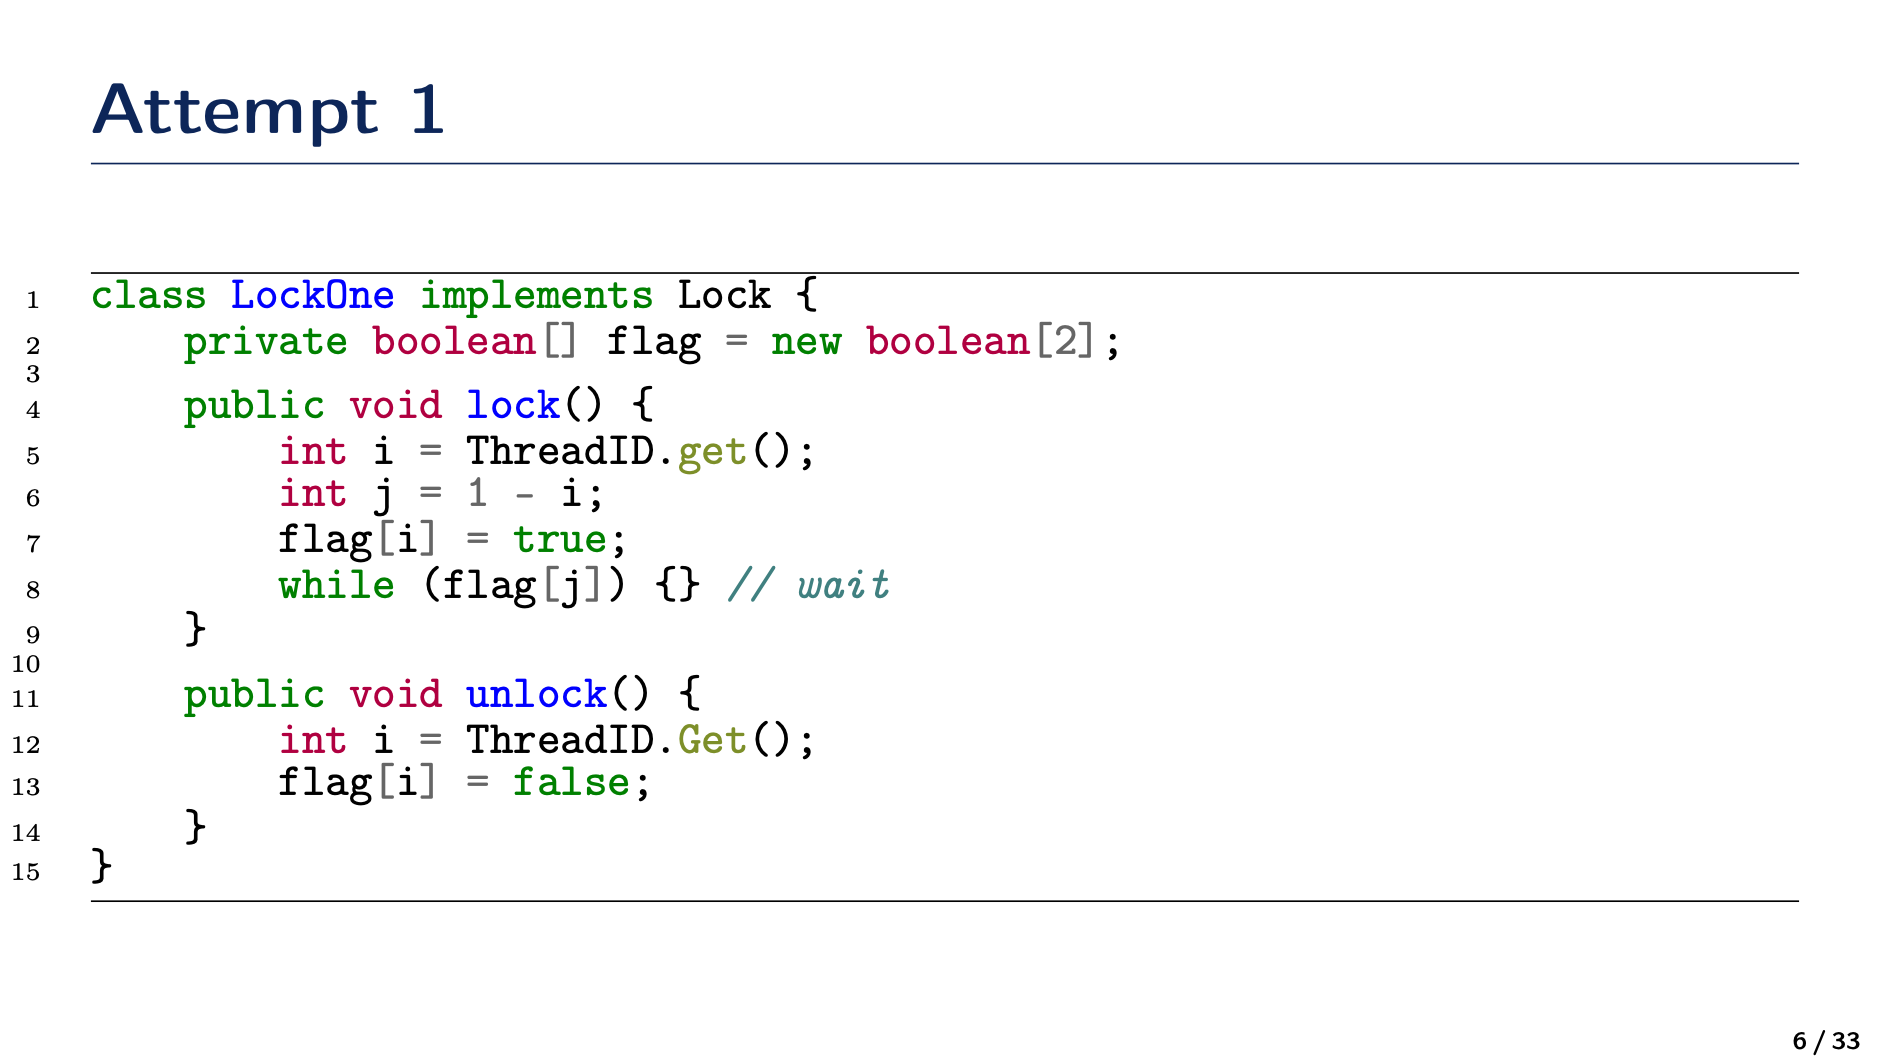 Attempt 1
1 class LockOne implements Lock {
2     private boolean[] flag = new boolean[2];
3
4     public void lock() {
5         int i = ThreadID.get();
6         int j = 1 - i;
7         flag[i] = true;
8         while (flag[j]) {} // wait
9     }
10
11     public void unlock() {
12         int i = ThreadID.Get();
13         flag[i] = false;
14     }
15 }
6 / 33